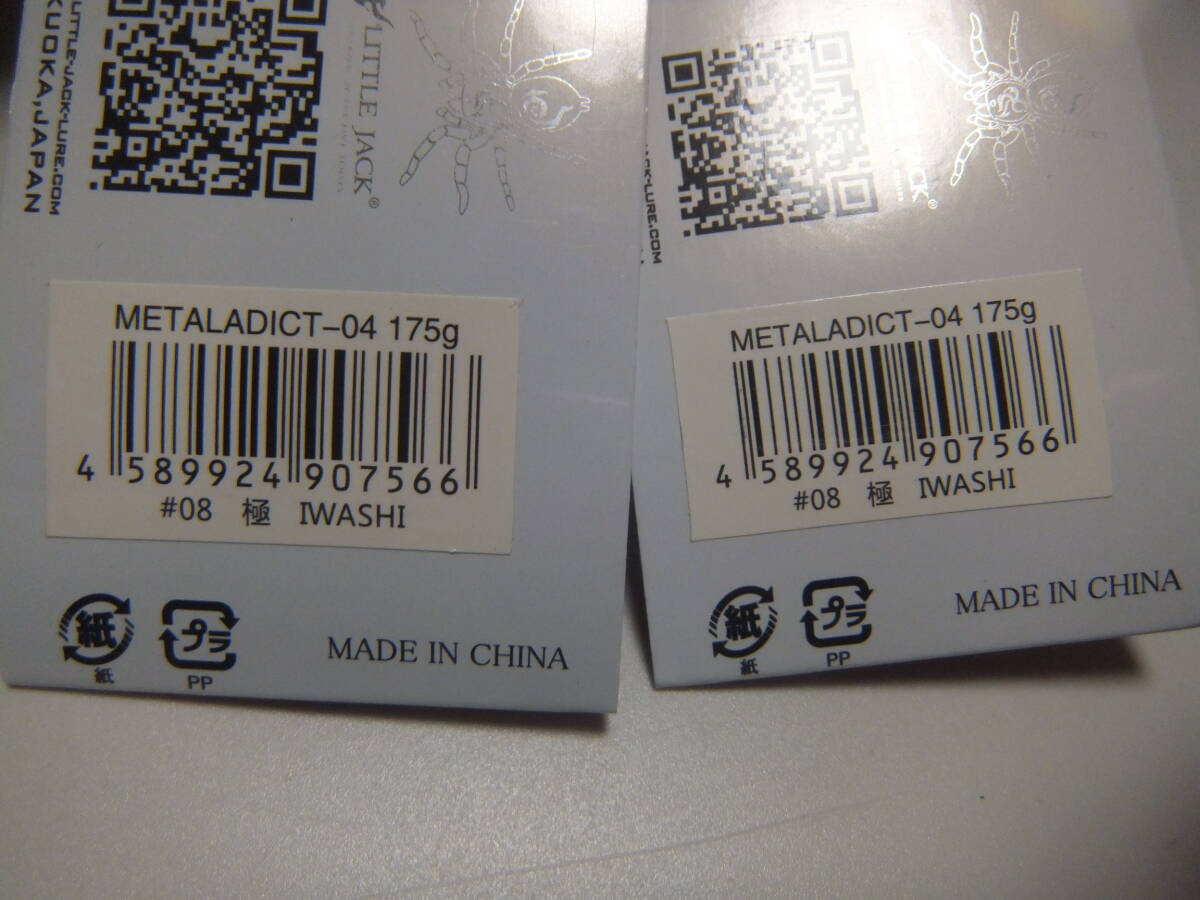 LITTLE-JACK-LURE.COM
KUOKA,JAPAN
LITTLE JACK®
METALADICT-04 175g
4 589924 907566
#08 極 IWASHI
紙
紙
プラ
PP
MADE IN CHINA
JACK®
K-LURE.COM
METALADICT-04 175g
4 589924 907566
#08 極 IWASHI
紙
紙
プラ
PP
MADE IN CHINA